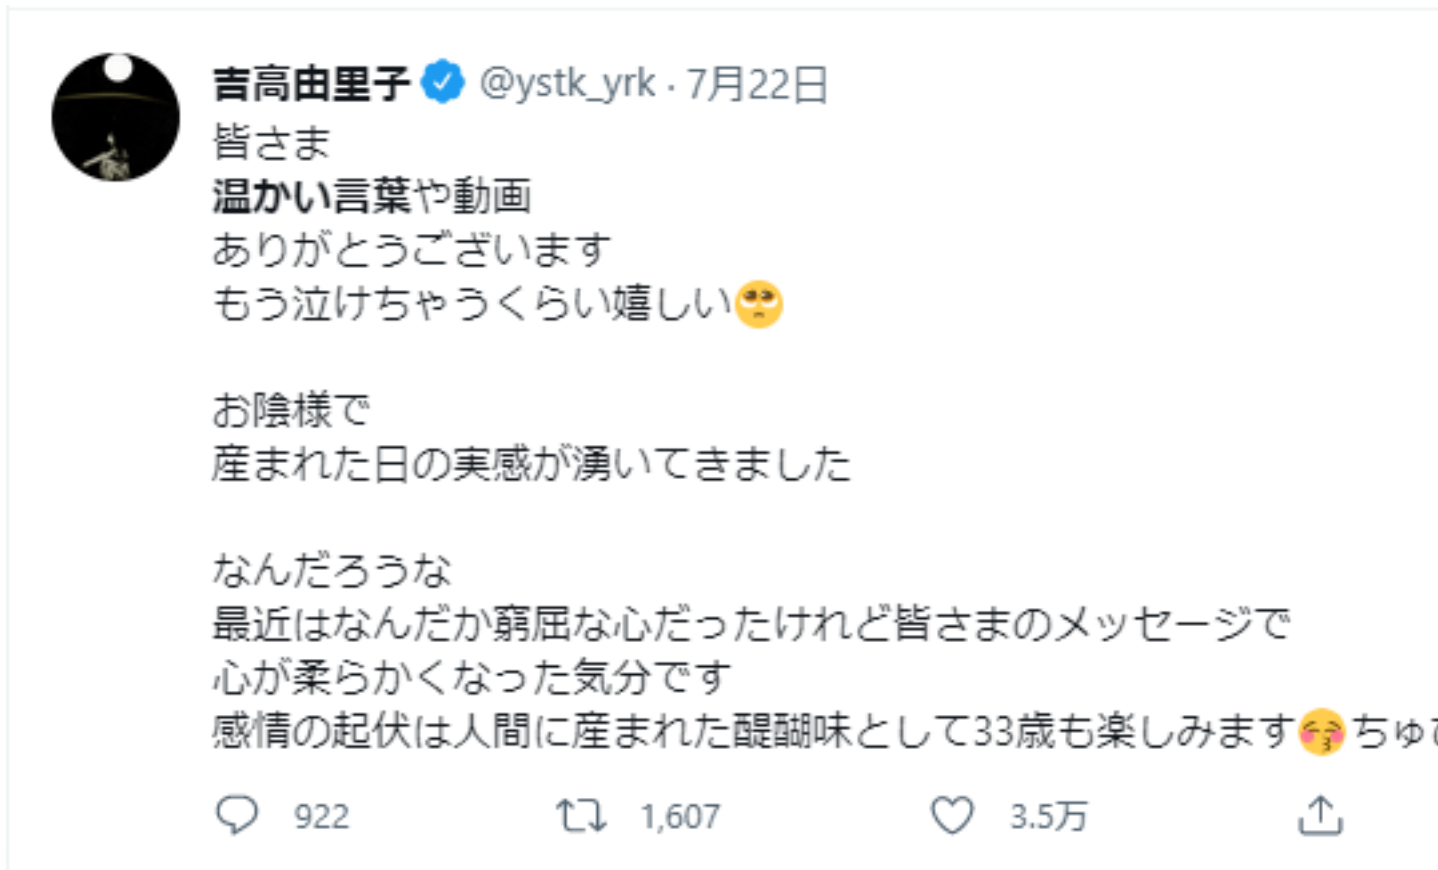 吉高由里子 @ystk_yrk · 7月22日
皆さま
温かい言葉や動画
ありがとうございます
もう泣けちゃうくらい嬉しい🥺
お陰様で
産まれた日の実感が湧いてきました
なんだろうな
最近はなんだか窮屈な心だったけれど皆さまのメッセージで
心が柔らかくなった気分です
感情の起伏は人間に産まれた醍醐味として33歳も楽しみます😚ちゅ
922 1,607 3.5万